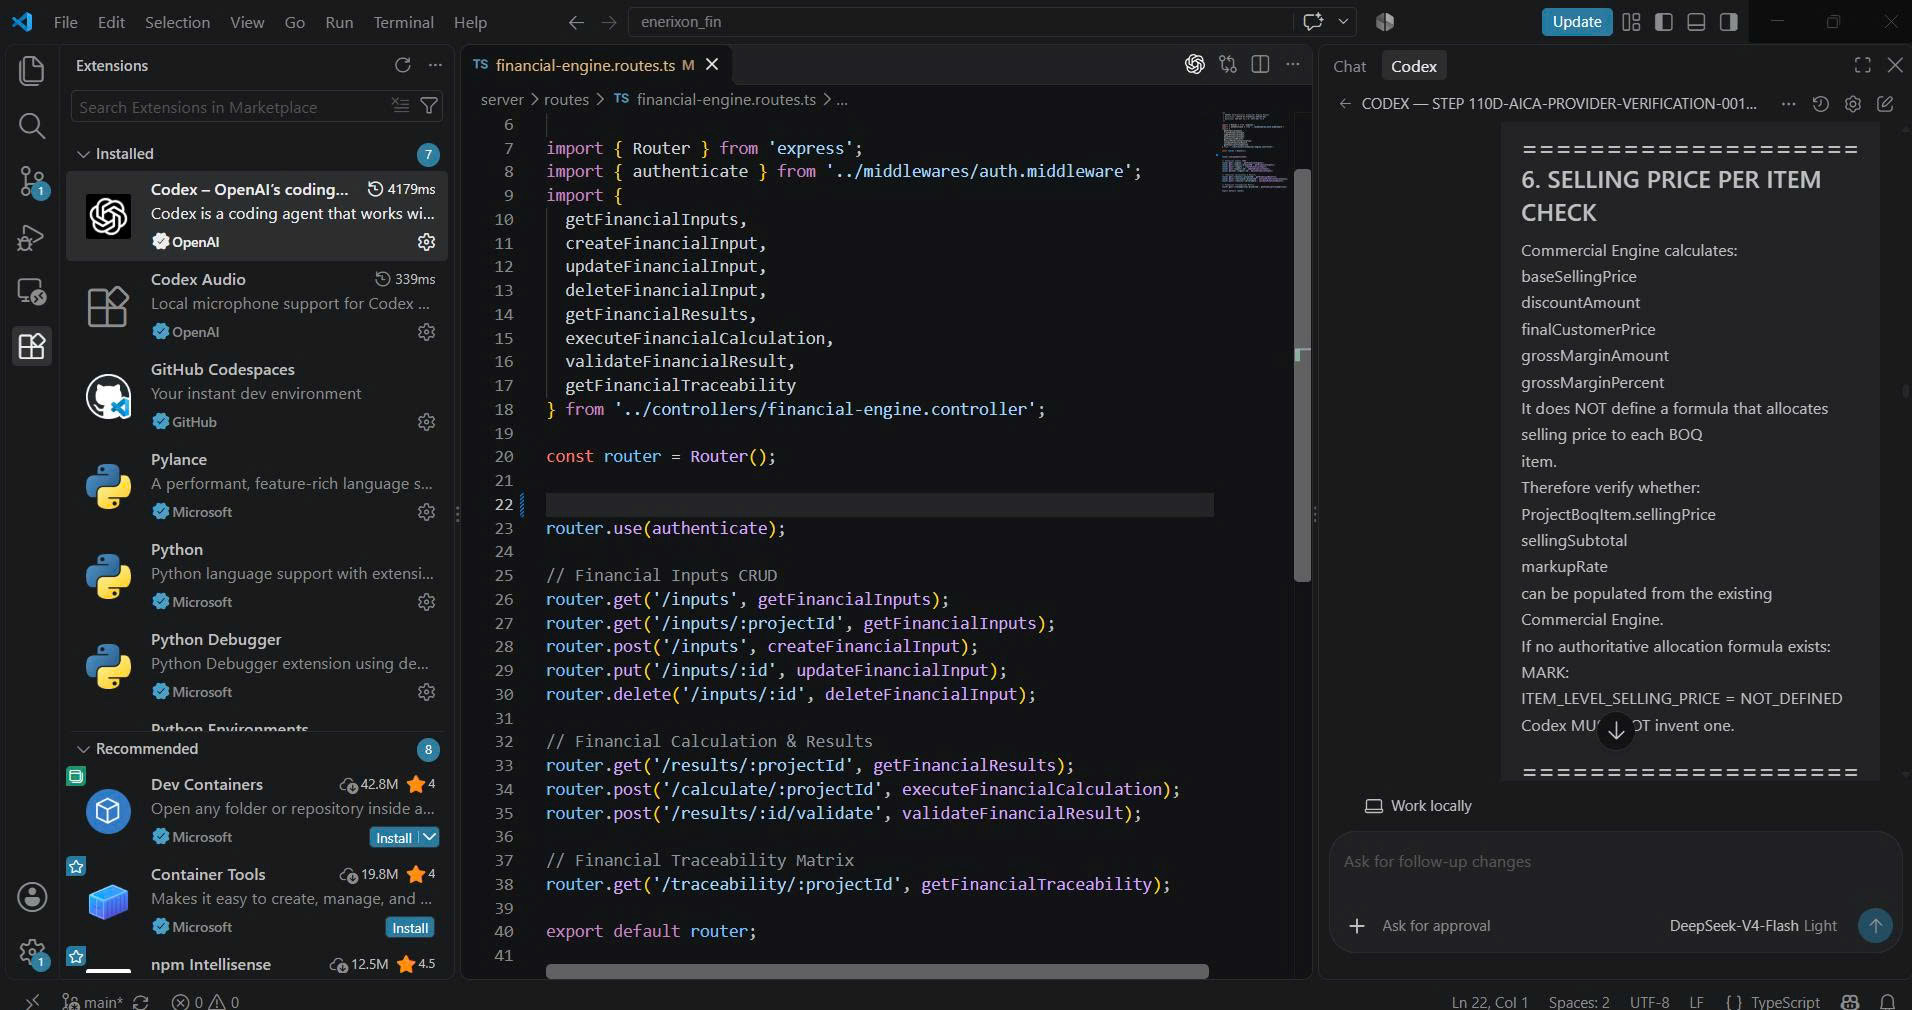 File Edit Selection View Go Run Terminal Help
enerixon_fin
Update
Extensions
Search Extensions in Marketplace
Installed
7
Codex – OpenAI's coding... 4179ms
Codex is a coding agent that works wi...
OpenAI
Codex Audio 339ms
Local microphone support for Codex ...
OpenAI
GitHub Codespaces
Your instant dev environment
GitHub
Pylance
A performant, feature-rich language s...
Microsoft
Python
Python language support with extensi...
Microsoft
Python Debugger
Python Debugger extension using de...
Microsoft
Python Environments
Recommended
8
Dev Containers 42.8M 4
Open any folder or repository inside a...
Microsoft
Install
Container Tools 19.8M 4
Makes it easy to create, manage, and ...
Microsoft
Install
npm Intellisense 12.5M 4.5
1
1
TS financial-engine.routes.ts M
server > routes > TS financial-engine.routes.ts > ...
6
7 import { Router } from 'express';
8 import { authenticate } from '../middlewares/auth.middleware';
9 import {
10 getFinancialInputs,
11 createFinancialInput,
12 updateFinancialInput,
13 deleteFinancialInput,
14 getFinancialResults,
15 executeFinancialCalculation,
16 validateFinancialResult,
17 getFinancialTraceability
18 } from '../controllers/financial-engine.controller';
19
20 const router = Router();
21
22
23 router.use(authenticate);
24
25 // Financial Inputs CRUD
26 router.get('/inputs', getFinancialInputs);
27 router.get('/inputs/:projectId', getFinancialInputs);
28 router.post('/inputs', createFinancialInput);
29 router.put('/inputs/:id', updateFinancialInput);
30 router.delete('/inputs/:id', deleteFinancialInput);
31
32 // Financial Calculation & Results
33 router.get('/results/:projectId', getFinancialResults);
34 router.post('/calculate/:projectId', executeFinancialCalculation);
35 router.post('/results/:id/validate', validateFinancialResult);
36
37 // Financial Traceability Matrix
38 router.get('/traceability/:projectId', getFinancialTraceability);
39
40 export default router;
41
Chat Codex
CODEX — STEP 110D-AICA-PROVIDER-VERIFICATION-001...
====================
6. SELLING PRICE PER ITEM
CHECK
Commercial Engine calculates:
baseSellingPrice
discountAmount
finalCustomerPrice
grossMarginAmount
grossMarginPercent
It does NOT define a formula that allocates
selling price to each BOQ
item.
Therefore verify whether:
ProjectBoqItem.sellingPrice
sellingSubtotal
markupRate
can be populated from the existing
Commercial Engine.
If no authoritative allocation formula exists:
MARK:
ITEM_LEVEL_SELLING_PRICE = NOT_DEFINED
Codex invent one.
====================
Work locally
Ask for follow-up changes
Ask for approval
DeepSeek-V4-Flash Light
main*
0 0
Ln 22, Col 1 Spaces: 2 UTF-8 LF { } TypeScript